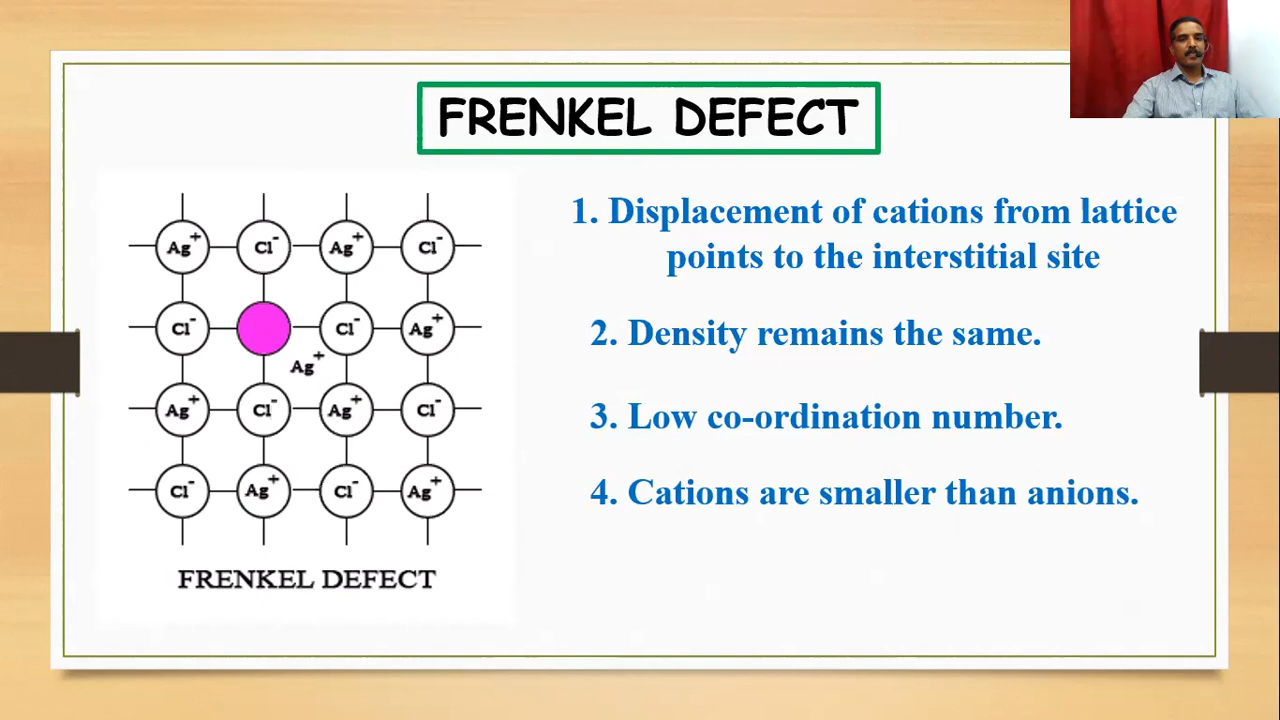 FRENKEL DEFECT
Ag+ Cl- Ag+ Cl-
Cl- Cl- Ag+
Ag+
Ag+ Cl- Ag+ Cl-
Cl- Ag+ Cl- Ag+
FRENKEL DEFECT
1. Displacement of cations from lattice
points to the interstitial site
2. Density remains the same.
3. Low co-ordination number.
4. Cations are smaller than anions.